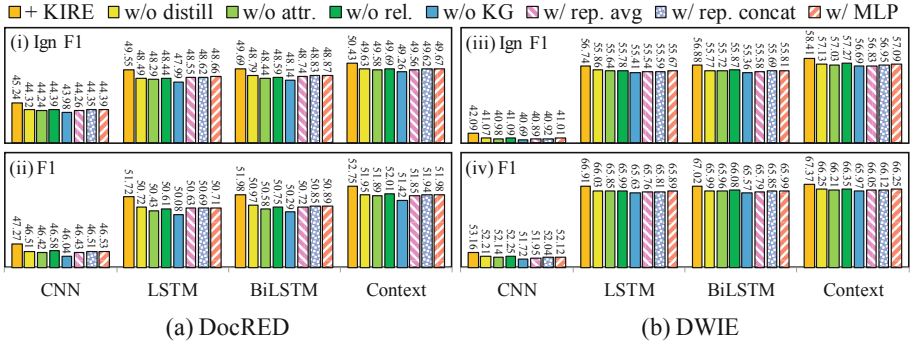 + KIRE w/o distill w/o attr. w/o rel. w/o KG w/ rep. avg w/ rep. concat w/ MLP
(i) Ign F1
45.24 44.32 44.24 44.39 43.98 44.26 44.35 44.39
49.55 48.49 48.29 48.44 47.99 48.55 48.62 48.66
49.69 48.79 48.44 48.59 48.14 48.74 48.83 48.87
50.43 49.63 49.58 49.69 49.26 49.56 49.62 49.67
(ii) F1
47.27 46.51 46.42 46.58 46.04 46.43 46.51 46.53
51.72 50.72 50.43 50.61 50.08 50.63 50.69 50.71
51.98 50.97 50.58 50.75 50.29 50.72 50.85 50.89
52.75 51.95 51.89 52.01 51.42 51.85 51.94 51.98
CNN LSTM BiLSTM Context
(a) DocRED
(iii) Ign F1
42.09 41.07 40.98 41.09 40.69 40.89 40.92 41.01
56.74 55.86 55.64 55.78 55.41 55.54 55.59 55.67
56.88 55.77 55.72 55.87 55.36 55.58 55.69 55.81
58.41 57.13 57.03 57.27 56.69 56.83 56.95 57.09
(iv) F1
53.16 52.21 52.14 52.25 51.72 51.95 52.04 52.12
66.91 66.03 65.85 65.99 65.63 65.76 65.81 65.89
67.02 65.99 65.96 66.08 65.57 65.79 65.85 65.99
67.37 66.25 66.21 66.35 65.97 66.05 66.12 66.25
CNN LSTM BiLSTM Context
(b) DWIE